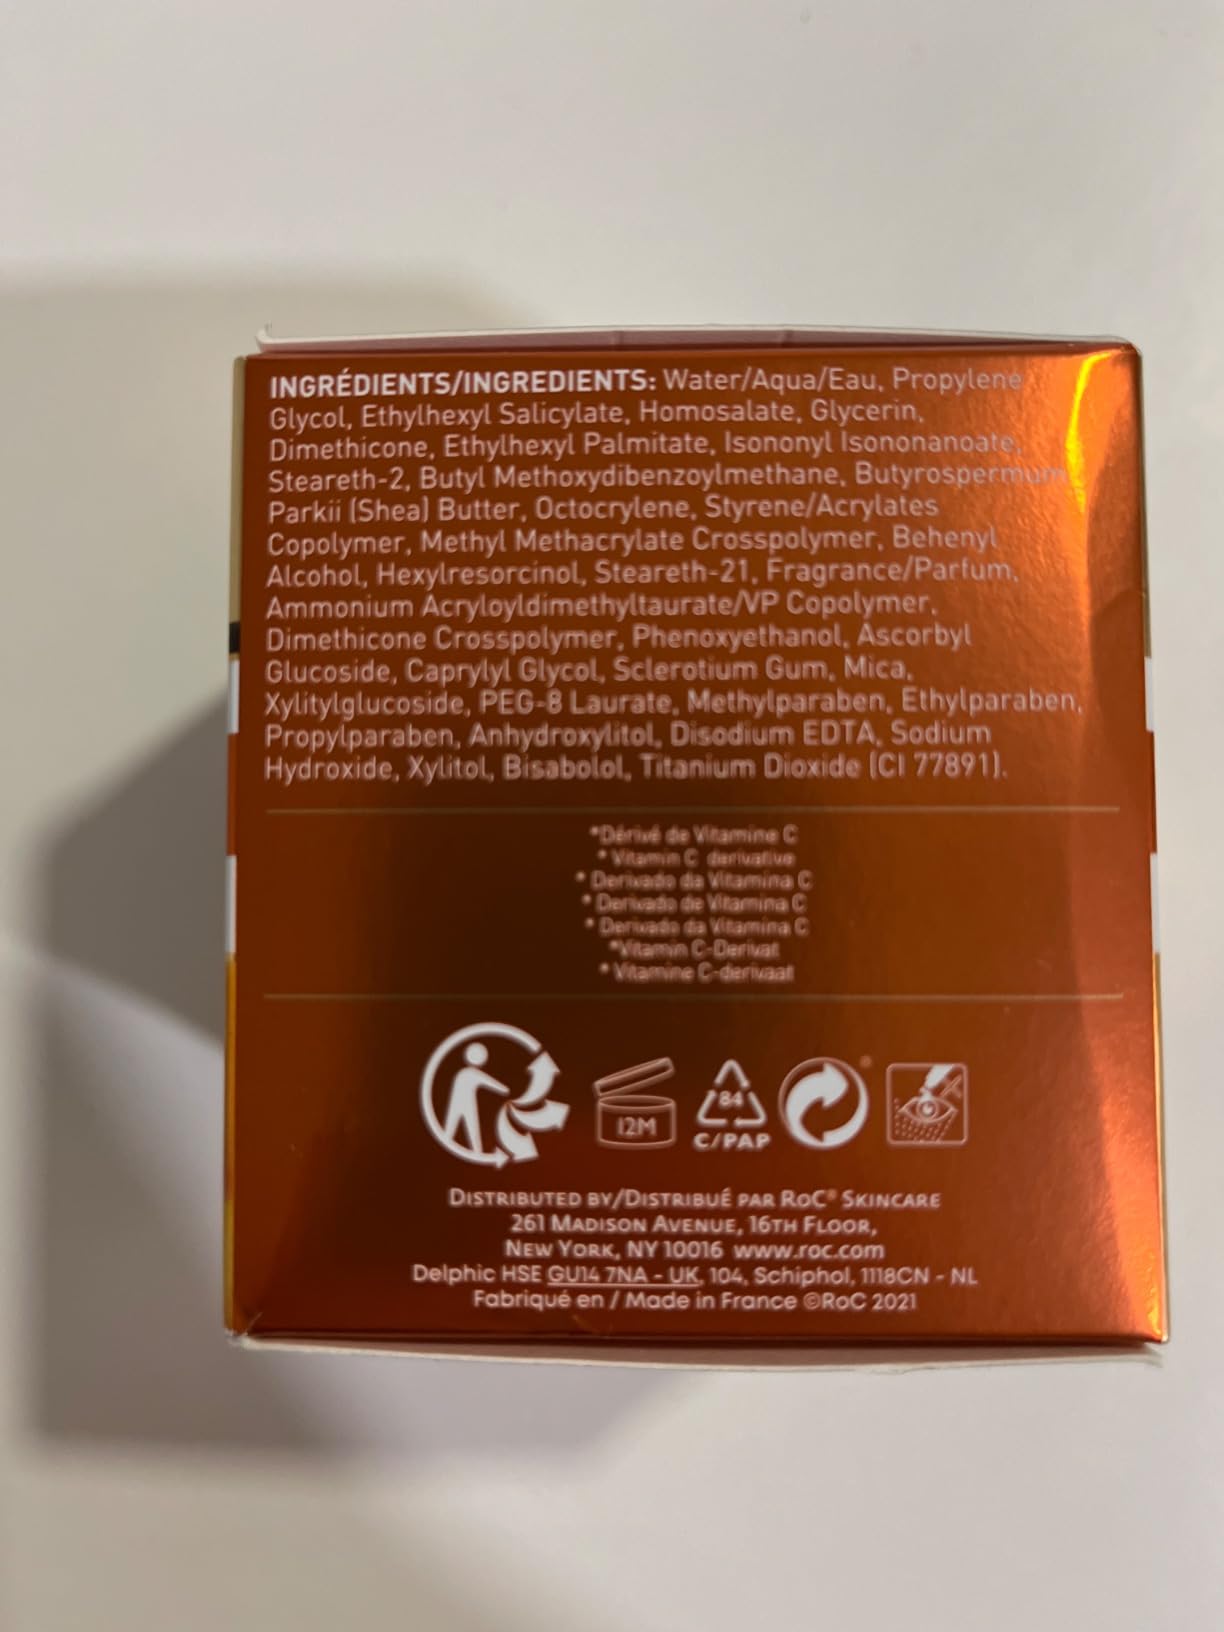 INGRÉDIENTS/INGREDIENTS: Water/Aqua/Eau, Propylene
Glycol, Ethylhexyl Salicylate, Homosalate, Glycerin,
Dimethicone, Ethylhexyl Palmitate, Isononyl Isononanoate,
Steareth-2, Butyl Methoxydibenzoylmethane, Butyrospermum
Parkii (Shea) Butter, Octocrylene, Styrene/Acrylates
Copolymer, Methyl Methacrylate Crosspolymer, Behenyl
Alcohol, Hexylresorcinol, Steareth-21, Fragrance/Parfum,
Ammonium Acryloyldimethyltaurate/VP Copolymer,
Dimethicone Crosspolymer, Phenoxyethanol, Ascorbyl
Glucoside, Caprylyl Glycol, Sclerotium Gum, Mica,
Xylitylglucoside, PEG-8 Laurate, Methylparaben, Ethylparaben,
Propylparaben, Anhydroxylitol, Disodium EDTA, Sodium
Hydroxide, Xylitol, Bisabolol, Titanium Dioxide (CI 77891).
*Dérivé de Vitamine C
* Vitamin C derivative
* Derivado da Vitamina C
* Derivado de Vitamina C
* Derivado da Vitamina C
*Vitamin C-Derivat
* Vitamine C-derivaat
12M
84
C/PAP
®
DISTRIBUTED BY/DISTRIBUÉ PAR ROC® SKINCARE
261 MADISON AVENUE, 16TH FLOOR,
NEW YORK, NY 10016 WWW.ROC.COM
Delphic HSE GU14 7NA - UK, 104, Schiphol, 1118CN - NL
Fabriqué en / Made in France ©RoC 2021